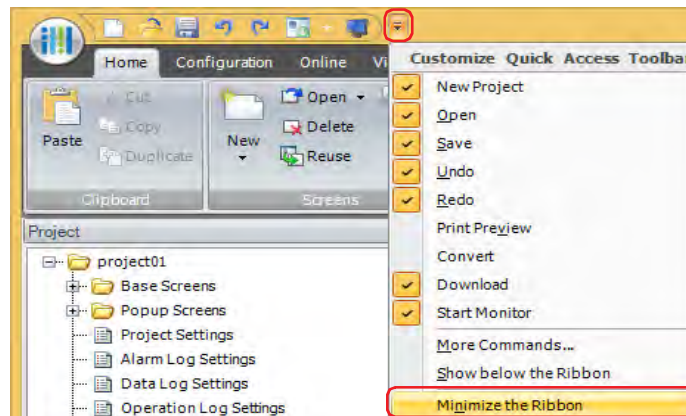 Home Configuration Online Vi
Customize Quick Access Toolba
Cut
Copy
Duplicate
Paste
Clipboard
New
Open
Delete
Reuse
Screens
New Project
Open
Save
Undo
Redo
Print Preview
Convert
Download
Start Monitor
More Commands...
Show below the Ribbon
Minimize the Ribbon
Project
project01
Base Screens
Popup Screens
Project Settings
Alarm Log Settings
Data Log Settings
Operation Log Settings